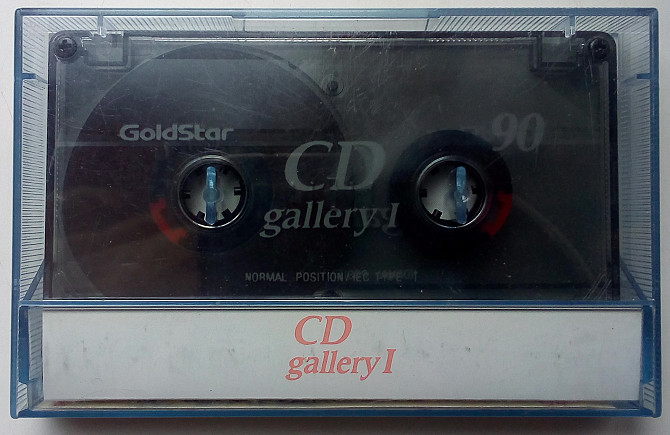 GoldStar
90
CD
gallery I
NORMAL POSITION/IEC TYPE I
CD
gallery I